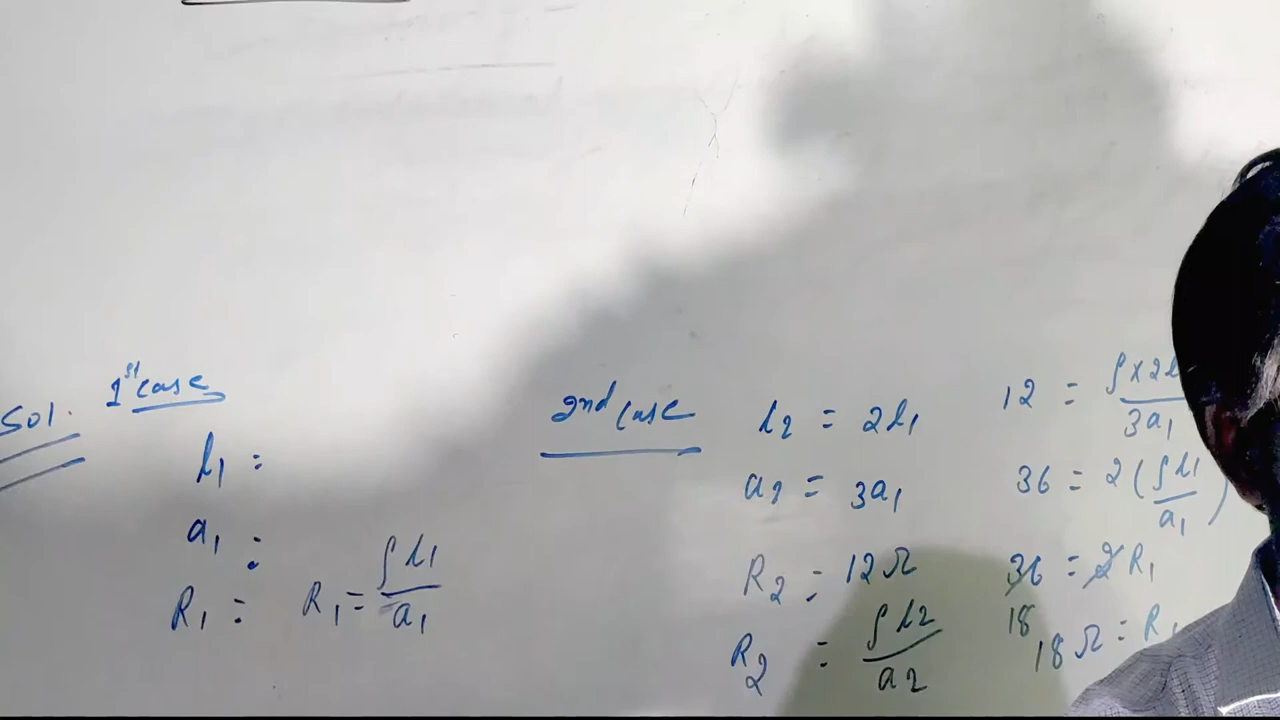 Sol.
1st case
l1 :
a1 :
R1 : R1 = ρl1/a1
2nd case
l2 = 2l1
a2 = 3a1
R2 = 12Ω
R2 = ρl2/a2
12 = ρ×2l/3a1
36 = 2(ρl1/a1)
36 = 2R1
18
18Ω = R1